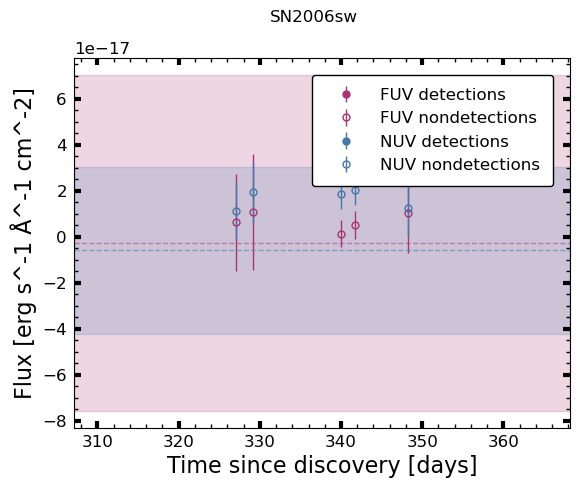 SN2006sw
1e−17
FUV detections
FUV nondetections
NUV detections
NUV nondetections
6
4
2
0
−2
−4
−6
−8
Flux [erg s^-1 Å^-1 cm^-2]
310
320
330
340
350
360
Time since discovery [days]